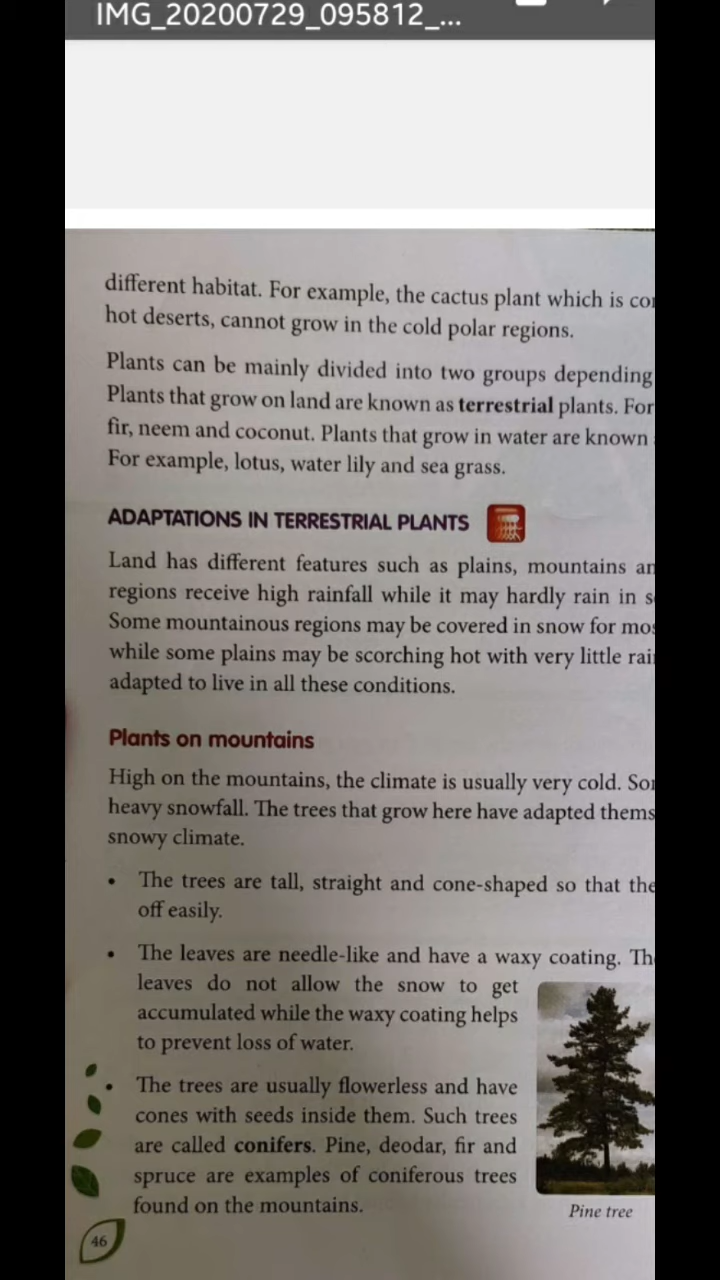 IMG_20200729_095812_...
different habitat. For example, the cactus plant which is
hot deserts, cannot grow in the cold polar regions.
Plants can be mainly divided into two groups depending
Plants that grow on land are known as terrestrial plants. For
fir, neem and coconut. Plants that grow in water are known
For example, lotus, water lily and sea grass.
ADAPTATIONS IN TERRESTRIAL PLANTS
Land has different features such as plains, mountains
regions receive high rainfall while it may hardly rain in
Some mountainous regions may be covered in snow for
while some plains may be scorching hot with very little
adapted to live in all these conditions.
Plants on mountains
High on the mountains, the climate is usually very cold.
heavy snowfall. The trees that grow here have adapted
snowy climate.
• The trees are tall, straight and cone-shaped so that the
off easily.
• The leaves are needle-like and have a waxy coating.
leaves do not allow the snow to get
accumulated while the waxy coating helps
to prevent loss of water.
• The trees are usually flowerless and have
cones with seeds inside them. Such trees
are called conifers. Pine, deodar, fir and
spruce are examples of coniferous trees
found on the mountains.
Pine tree
46